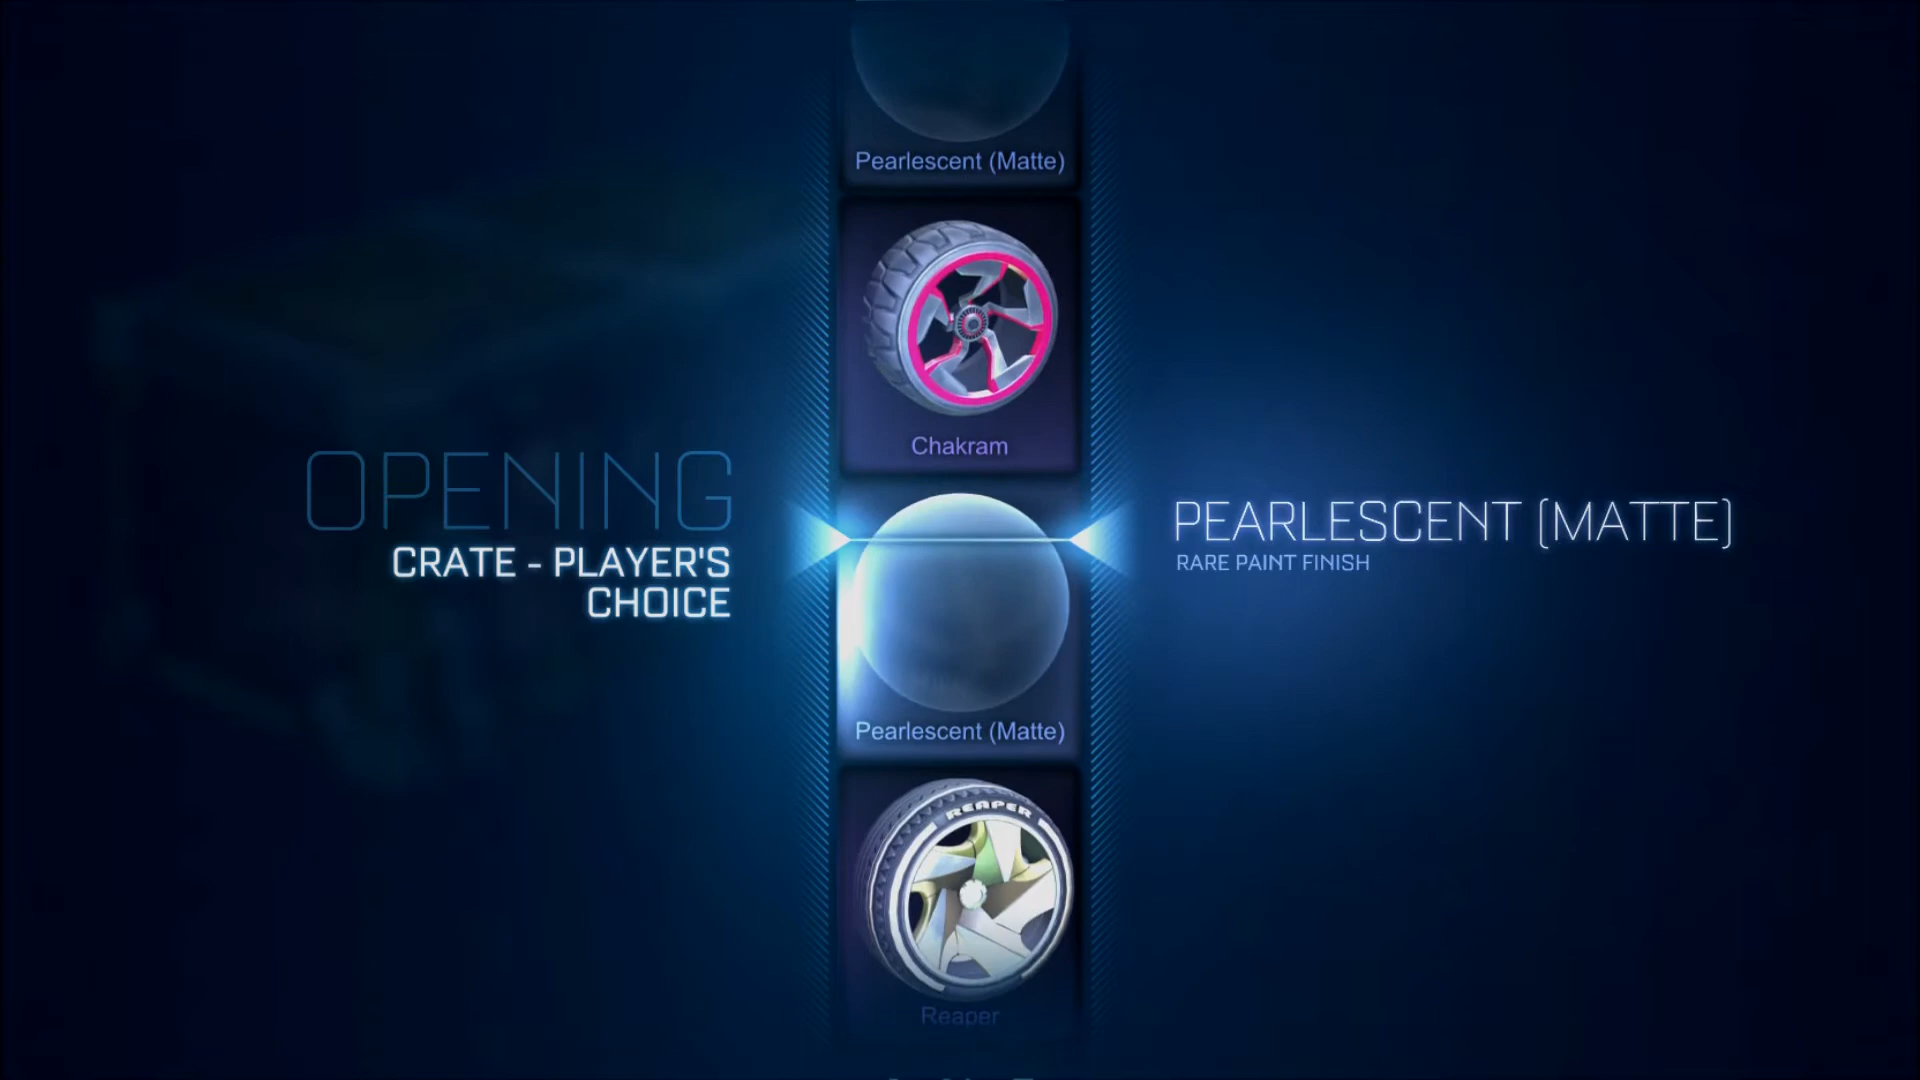 Pearlescent (Matte)
Chakram
OPENING
CRATE - PLAYER'S
CHOICE
PEARLESCENT (MATTE)
RARE PAINT FINISH
Pearlescent (Matte)
REAPER
Reaper